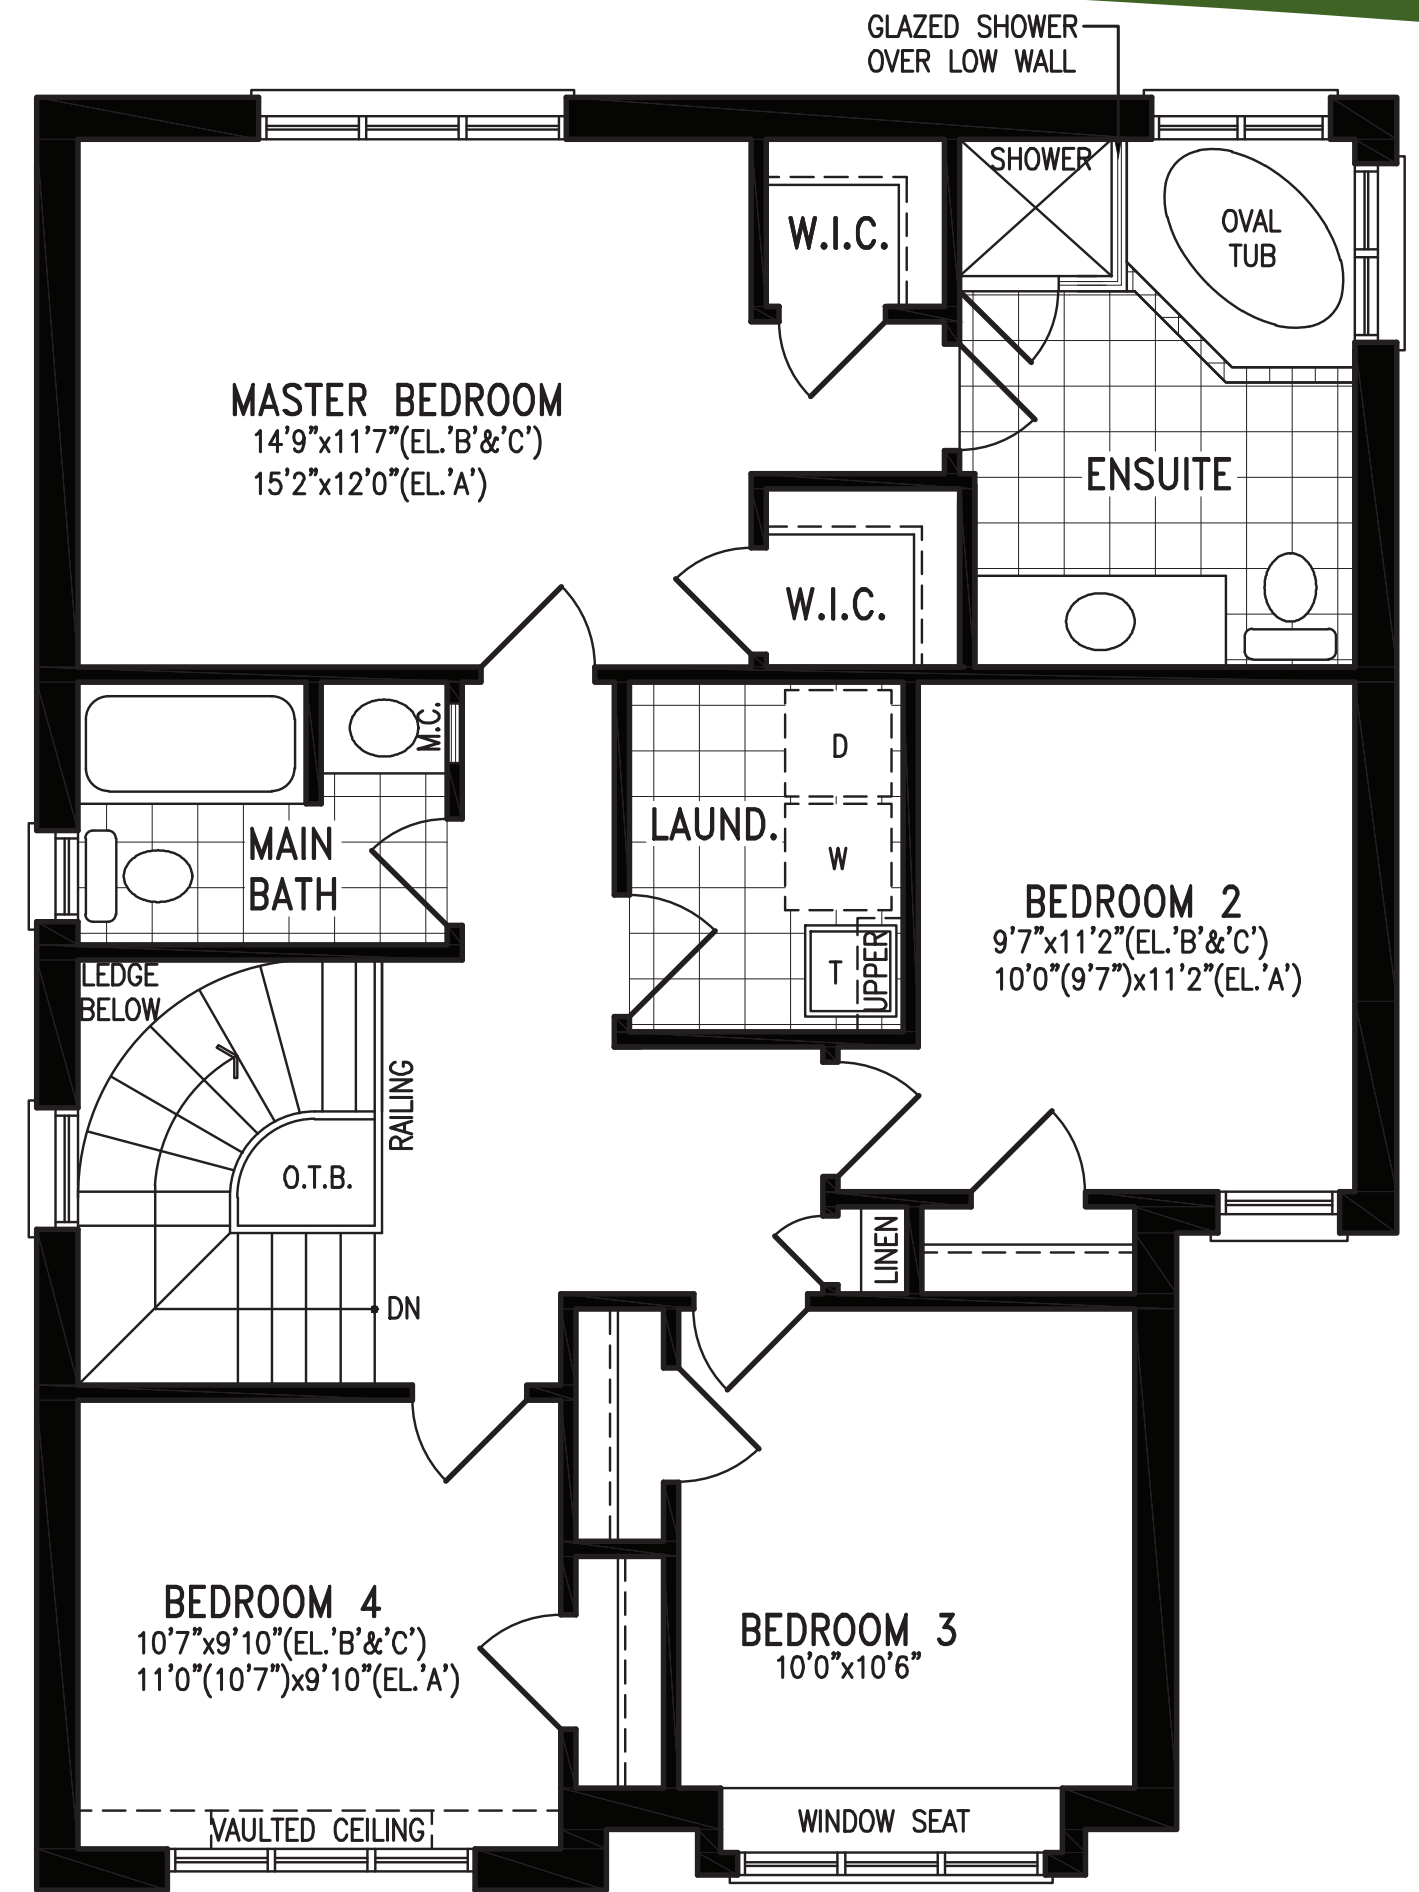 GLAZED SHOWER
OVER LOW WALL
SHOWER
OVAL
TUB
W.I.C.
MASTER BEDROOM
14'9"x11'7"(EL.'B'&'C')
15'2"x12'0"(EL.'A')
ENSUITE
W.I.C.
M.C.
D
LAUND.
W
MAIN
BATH
BEDROOM 2
9'7"x11'2"(EL.'B'&'C')
10'0"(9'7")x11'2"(EL.'A')
T
UPPER
LEDGE
BELOW
RAILING
O.T.B.
LINEN
DN
BEDROOM 4
10'7"x9'10"(EL.'B'&'C')
11'0"(10'7")x9'10"(EL.'A')
BEDROOM 3
10'0"x10'6"
VAULTED CEILING
WINDOW SEAT